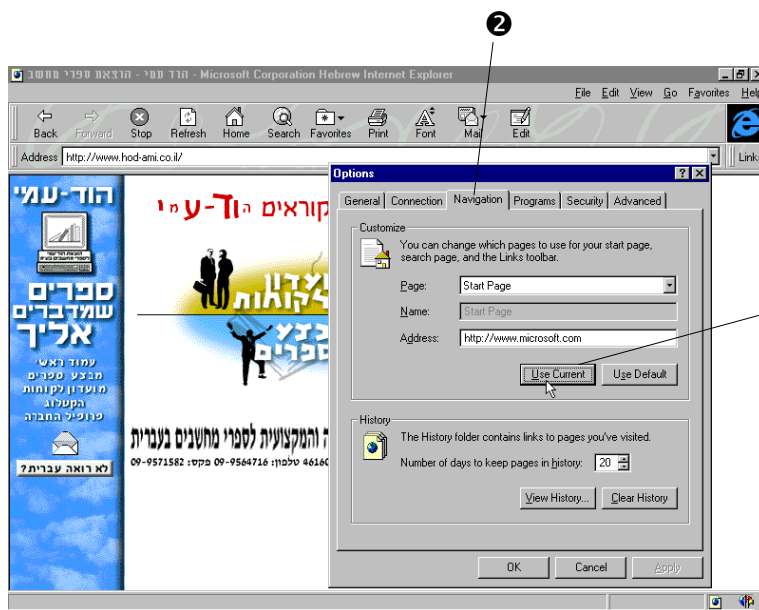 ❷
הוד עמי - הוצאת ספרי מחשב - Microsoft Corporation Hebrew Internet Explorer
File Edit View Go Favorites Help
Back Forward Stop Refresh Home Search Favorites Print Font Mail Edit
Address http://www.hod-ami.co.il/ Links
הוד-עמי
ספרים
שמדברים
אליך
עמוד ראשי
מבצע ספרים
מועדון לקוחות
הקטלוג
פרופיל החברה
לא רואה עברית?
קוראים הוד-עמי
מועדון
לקוחות
מבצע
ספרים
והמקצועית לספרי מחשבים בעברית
טלפון: 09-9564716 פקס: 09-9571582
Options
General Connection Navigation Programs Security Advanced
Customize
You can change which pages to use for your start page,
search page, and the Links toolbar.
Page: Start Page
Name: Start Page
Address: http://www.microsoft.com
Use Current Use Default
History
The History folder contains links to pages you've visited.
Number of days to keep pages in history: 20
View History... Clear History
OK Cancel Apply